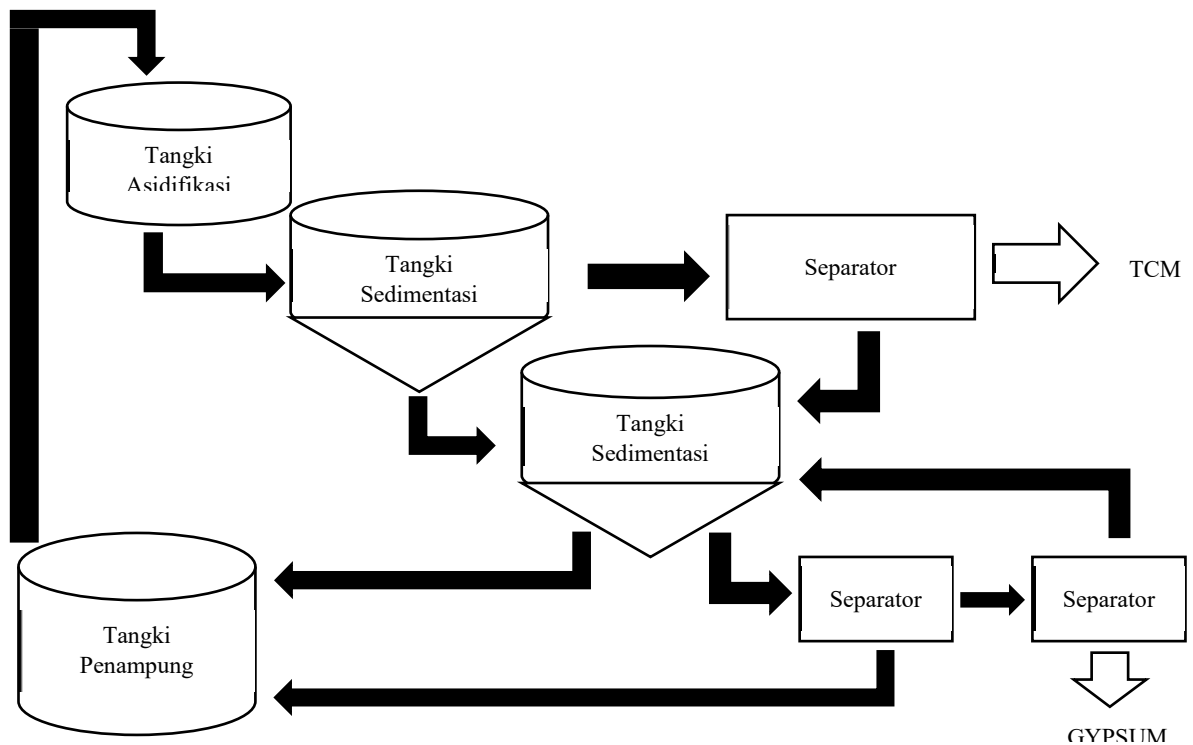 Tangki
Asidifikasi
Tangki
Sedimentasi
Separator
TCM
Tangki
Sedimentasi
Separator
Separator
Tangki
Penampung
GYPSUM